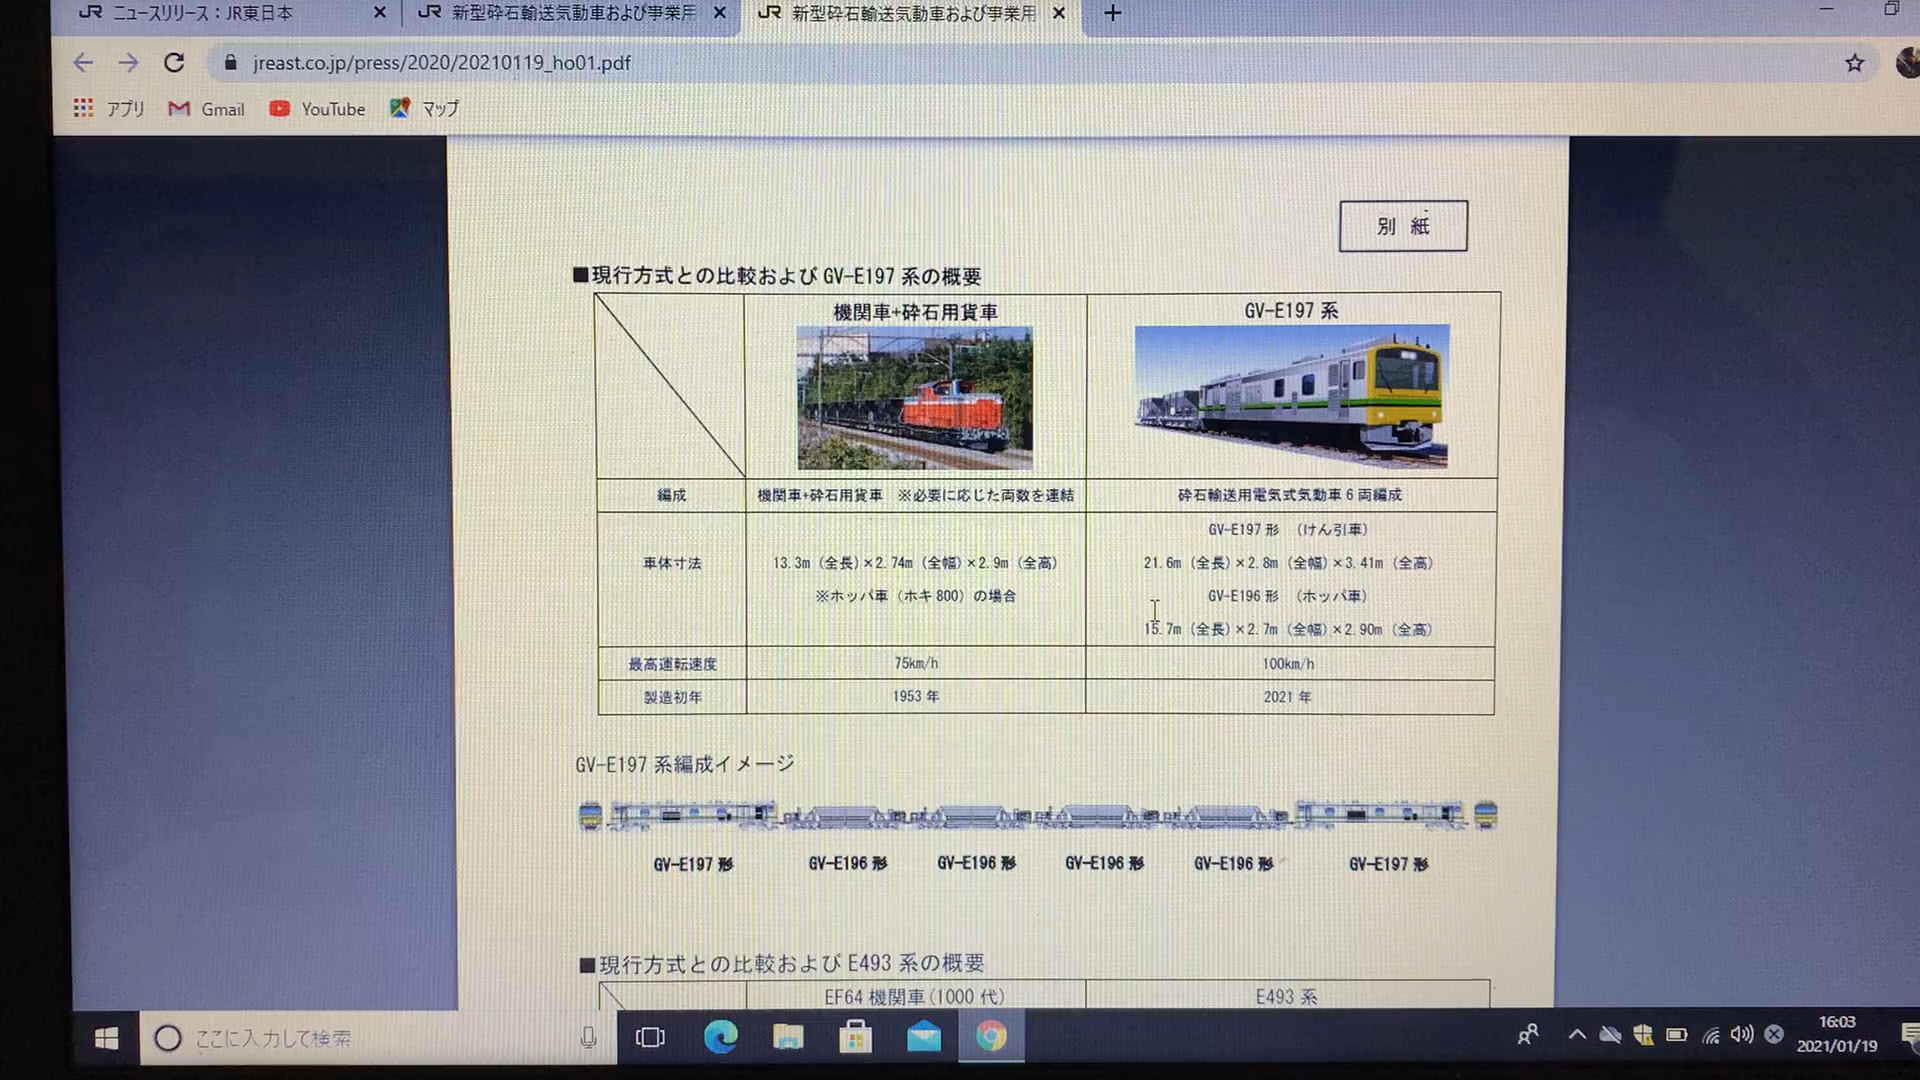 JR ニュースリリース：JR東日本 ×
JR 新型砕石輸送気動車および事業用 ×
JR 新型砕石輸送気動車および事業用 × +
jreast.co.jp/press/2020/20210119_ho01.pdf
アプリ Gmail YouTube マップ
別 紙
■現行方式との比較および GV-E197 系の概要
機関車+砕石用貨車 GV-E197 系
編成 機関車+砕石用貨車 ※必要に応じた両数を連結 砕石輸送用電気式気動車 6 両編成
GV-E197 形 （けん引車）
車体寸法 13.3m（全長）×2.74m（全幅）×2.9m（全高） 21.6m（全長）×2.8m（全幅）×3.41m（全高）
※ホッパ車（ホキ 800）の場合 GV-E196 形 （ホッパ車）
15.7m（全長）×2.7m（全幅）×2.90m（全高）
最高運転速度 75km/h 100km/h
製造初年 1953 年 2021 年
GV-E197 系編成イメージ
GV-E197 形 GV-E196 形 GV-E196 形 GV-E196 形 GV-E196 形 GV-E197 形
■現行方式との比較および E493 系の概要
EF64 機関車(1000 代) E493 系
ここに入力して検索
16:03
2021/01/19